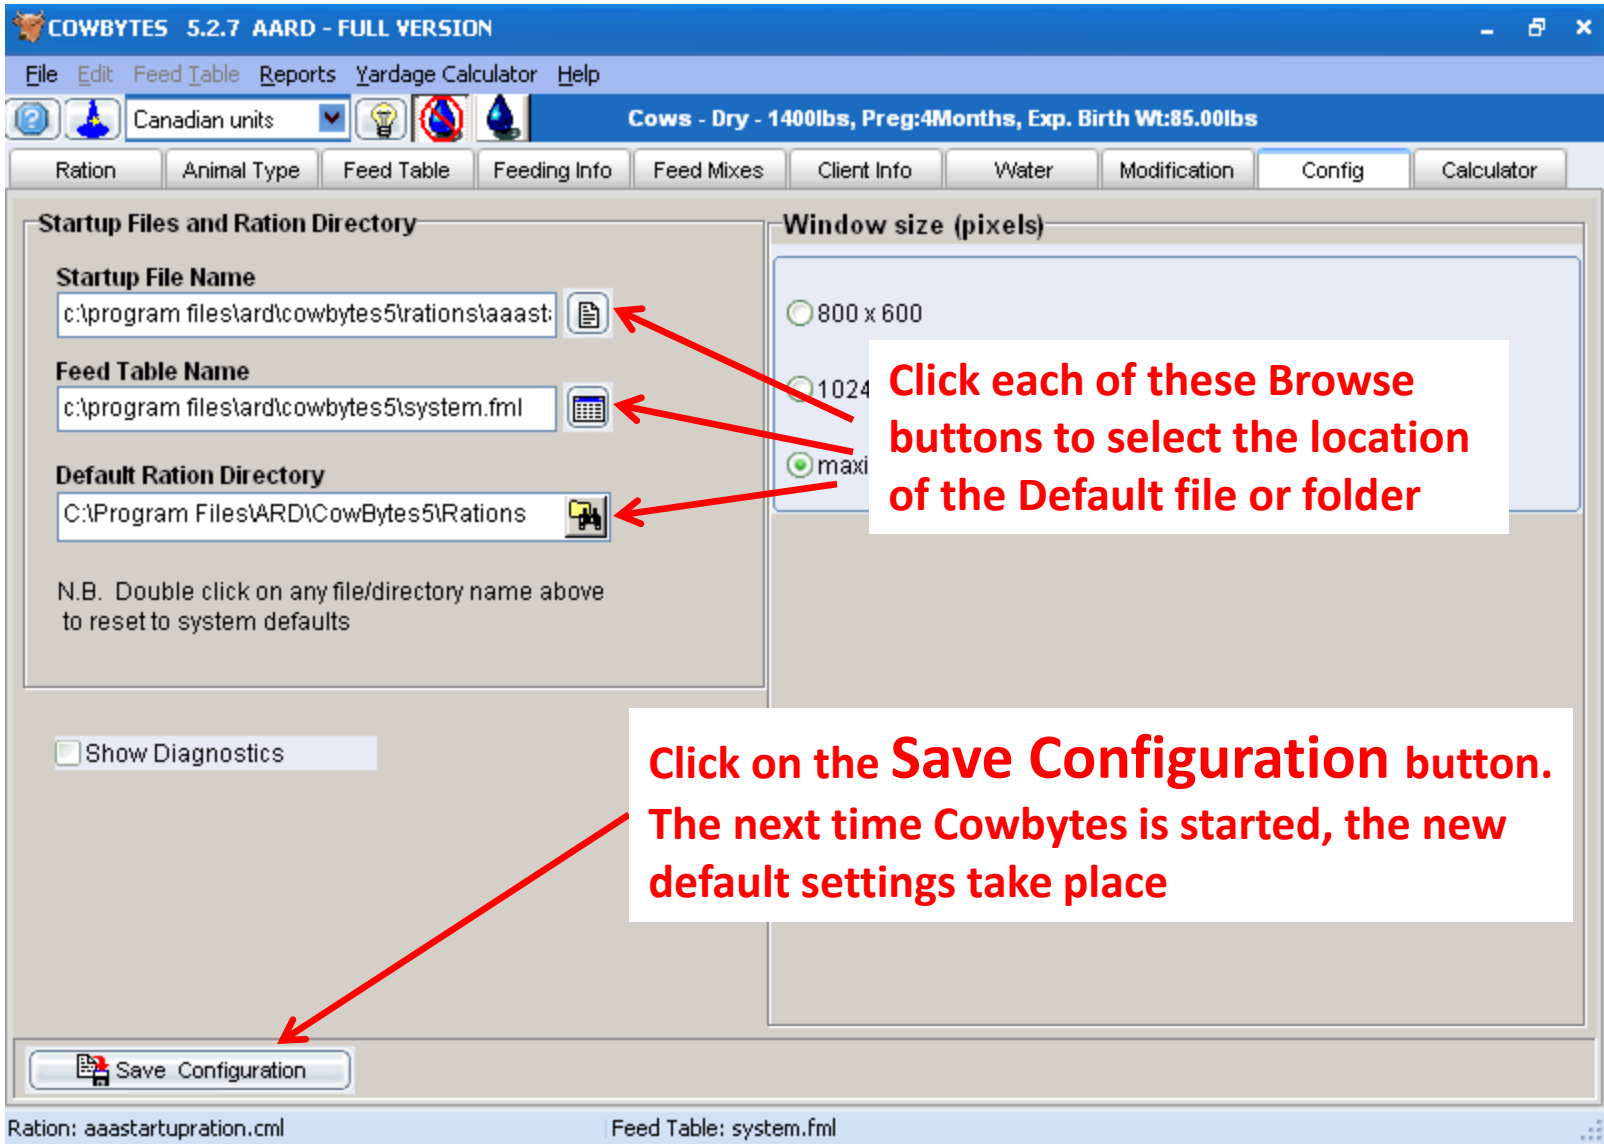 COWBYTES 5.2.7 AARD - FULL VERSION
File Edit Feed Table Reports Yardage Calculator Help
Canadian units
Cows - Dry - 1400lbs, Preg:4Months, Exp. Birth Wt:85.00lbs
Ration Animal Type Feed Table Feeding Info Feed Mixes Client Info Water Modification Config Calculator
Startup Files and Ration Directory
Startup File Name
c:\program files\ard\cowbytes5\rations\aaast
Feed Table Name
c:\program files\ard\cowbytes5\system.fml
Default Ration Directory
C:\Program Files\ARD\CowBytes5\Rations
N.B. Double click on any file/directory name above
to reset to system defaults
Window size (pixels)
800 x 600
1024
maxi
Click each of these Browse
buttons to select the location
of the Default file or folder
Show Diagnostics
Click on the Save Configuration button.
The next time Cowbytes is started, the new
default settings take place
Save Configuration
Ration: aaastartupration.cml
Feed Table: system.fml